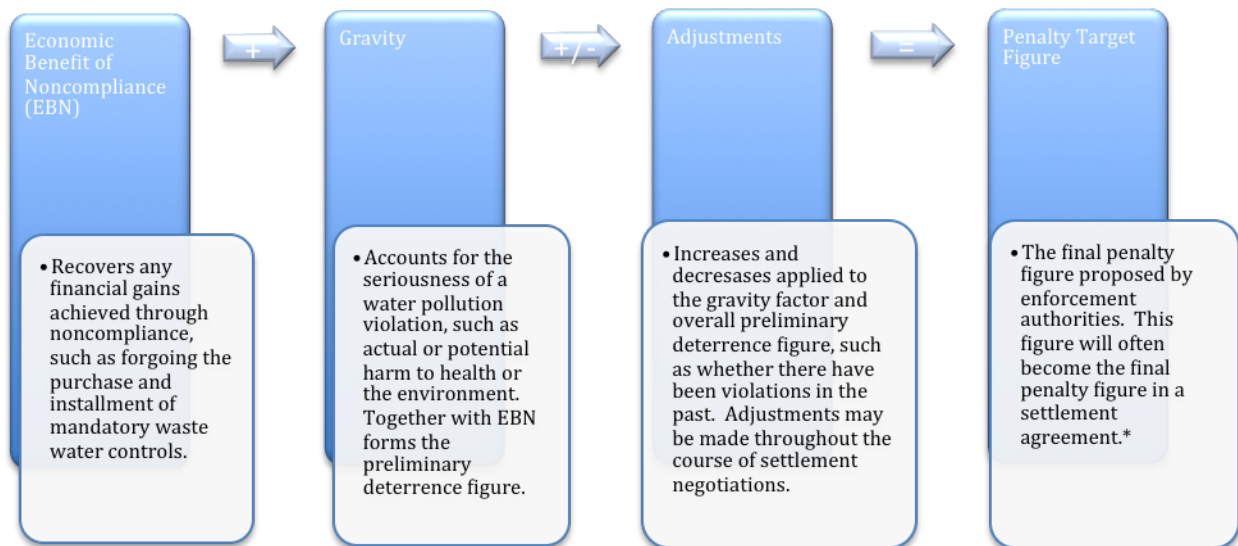 Economic
Benefit of
Noncompliance
(EBN)
+
Gravity
+/-
Adjustments
=
Penalty Target
Figure
• Recovers any
financial gains
achieved through
noncompliance,
such as forgoing the
purchase and
installment of
mandatory waste
water controls.
• Accounts for the
seriousness of a
water pollution
violation, such as
actual or potential
harm to health or
the environment.
Together with EBN
forms the
preliminary
deterrence figure.
• Increases and
decresases applied to
the gravity factor and
overall preliminary
deterrence figure, such
as whether there have
been violations in the
past.  Adjustments may
be made throughout the
course of settlement
negotiations.
• The final penalty
figure proposed by
enforcement
authorities.  This
figure will often
become the final
penalty figure in a
settlement
agreement.*